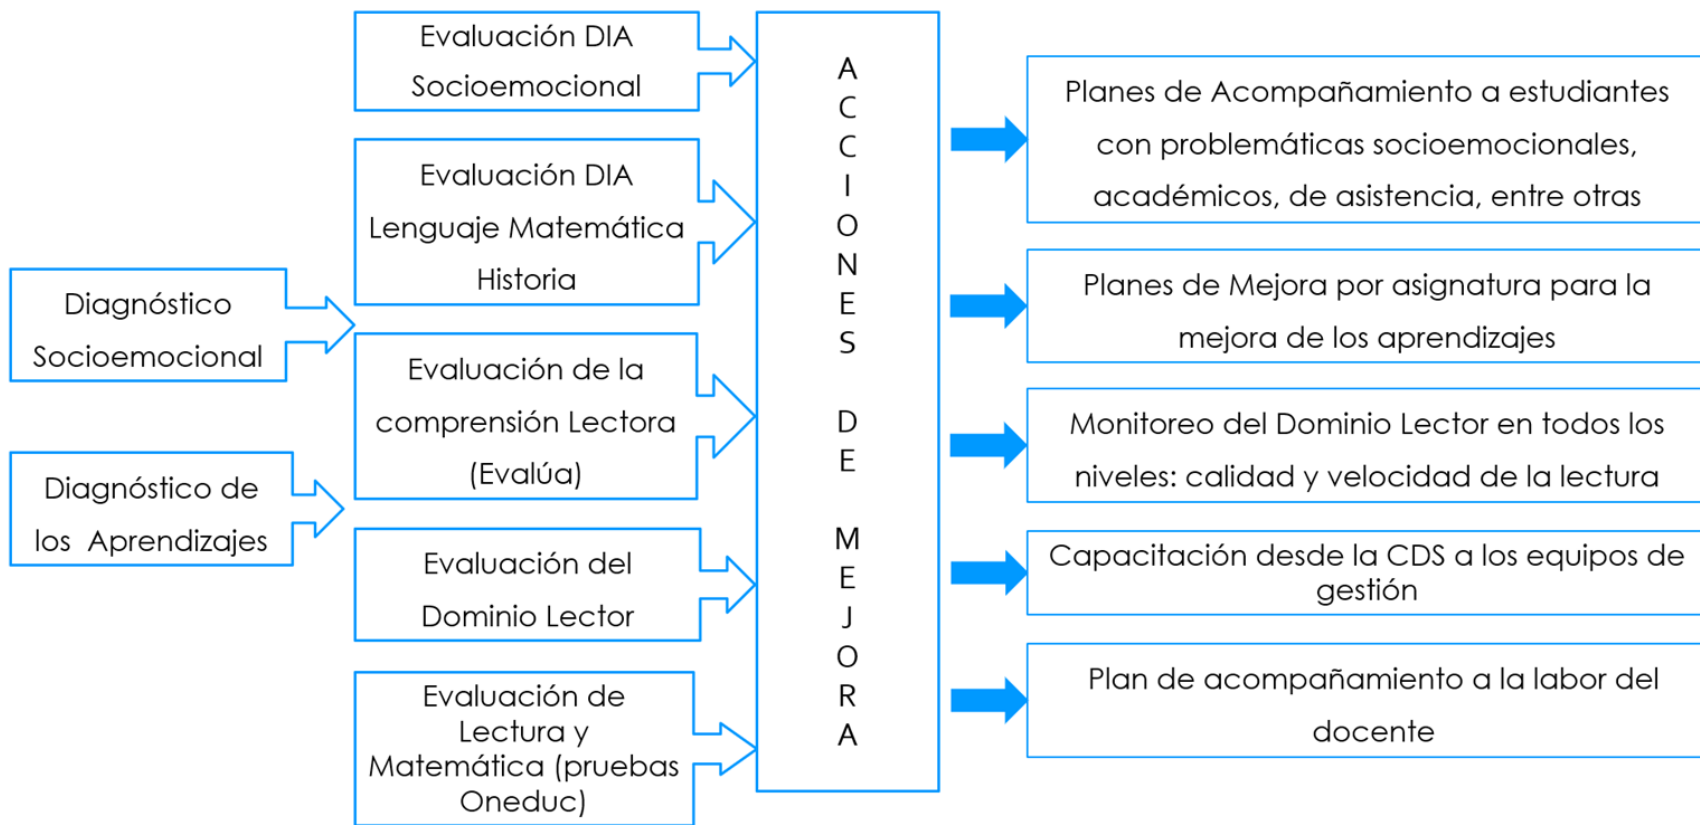 Diagnóstico
Socioemocional
Diagnóstico de
los Aprendizajes
Evaluación DIA
Socioemocional
Evaluación DIA
Lenguaje Matemática
Historia
Evaluación de la
comprensión Lectora
(Evalúa)
Evaluación del
Dominio Lector
Evaluación de
Lectura y
Matemática (pruebas
Oneduc)
ACCIONES DE MEJORA
Planes de Acompañamiento a estudiantes
con problemáticas socioemocionales,
académicos, de asistencia, entre otras
Planes de Mejora por asignatura para la
mejora de los aprendizajes
Monitoreo del Dominio Lector en todos los
niveles: calidad y velocidad de la lectura
Capacitación desde la CDS a los equipos de
gestión
Plan de acompañamiento a la labor del
docente